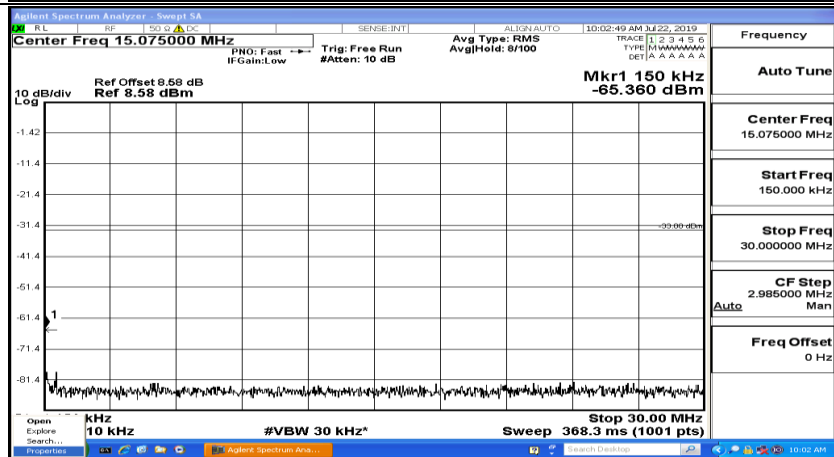 Agilent Spectrum Analyzer - Swept SA
LXI RL RF 50 Ω DC SENSE:INT ALIGN AUTO 10:02:49 AM Jul 22, 2019
Center Freq 15.075000 MHz
PNO: Fast
IFGain:Low
Trig: Free Run
#Atten: 10 dB
Avg Type: RMS
Avg|Hold: 8/100
TRACE 1 2 3 4 5 6
TYPE MWWWWW
DET A A A A A A
Ref Offset 8.58 dB
Ref 8.58 dBm
10 dB/div
Log
Mkr1 150 kHz
-65.360 dBm
-1.42
-11.4
-21.4
-31.4
-33.00 dBm
-41.4
-51.4
-61.4
1
-71.4
-81.4
kHz
10 kHz
#VBW 30 kHz*
Stop 30.00 MHz
Sweep 368.3 ms (1001 pts)
Frequency
Auto Tune
Center Freq
15.075000 MHz
Start Freq
150.000 kHz
Stop Freq
30.000000 MHz
CF Step
2.985000 MHz
Auto Man
Freq Offset
0 Hz
Open
Explore
Search...
Properties
Agilent Spectrum Ana...
Search Desktop
10:02 AM